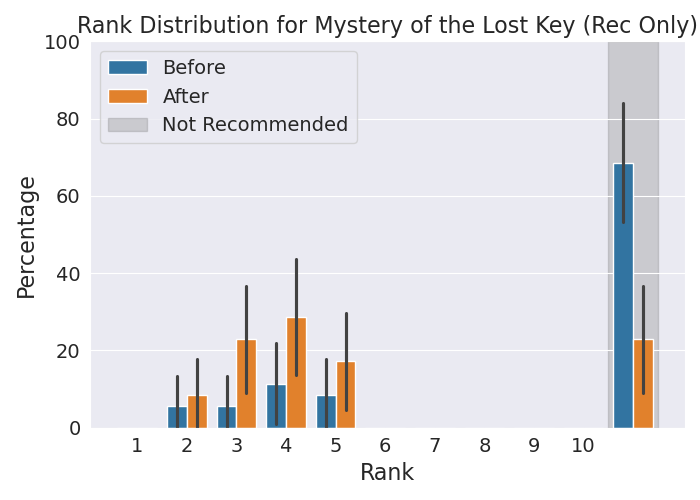 Rank Distribution for Mystery of the Lost Key (Rec Only)
100
80
60
40
20
0
Percentage
Before
After
Not Recommended
1 2 3 4 5 6 7 8 9 10
Rank